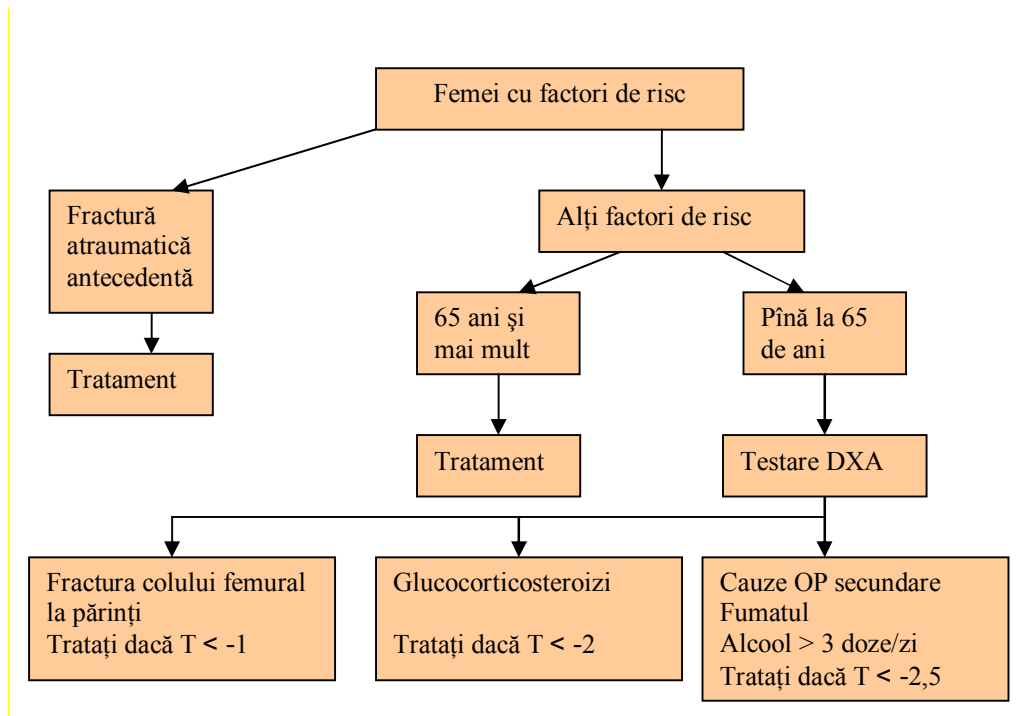 Femei cu factori de risc
Fractură
atraumatică
antecedentă
Alți factori de risc
65 ani şi
mai mult
Pînă la 65
de ani
Tratament
Tratament
Testare DXA
Fractura colului femural
la părinți
Tratați dacă T < -1
Glucocorticosteroizi
Tratați dacă T < -2
Cauze OP secundare
Fumatul
Alcool > 3 doze/zi
Tratați dacă T < -2,5